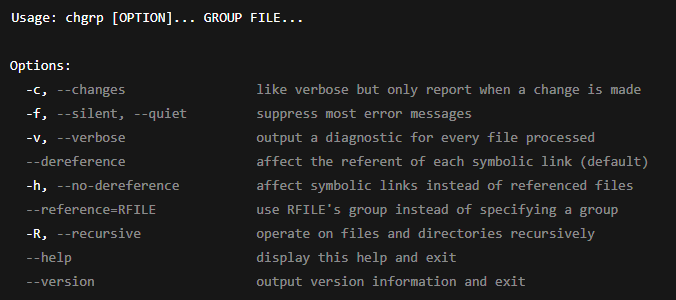 Usage: chgrp [OPTION]... GROUP FILE...
Options:
-c, --changes like verbose but only report when a change is made
-f, --silent, --quiet suppress most error messages
-v, --verbose output a diagnostic for every file processed
--dereference affect the referent of each symbolic link (default)
-h, --no-dereference affect symbolic links instead of referenced files
--reference=RFILE use RFILE's group instead of specifying a group
-R, --recursive operate on files and directories recursively
--help display this help and exit
--version output version information and exit